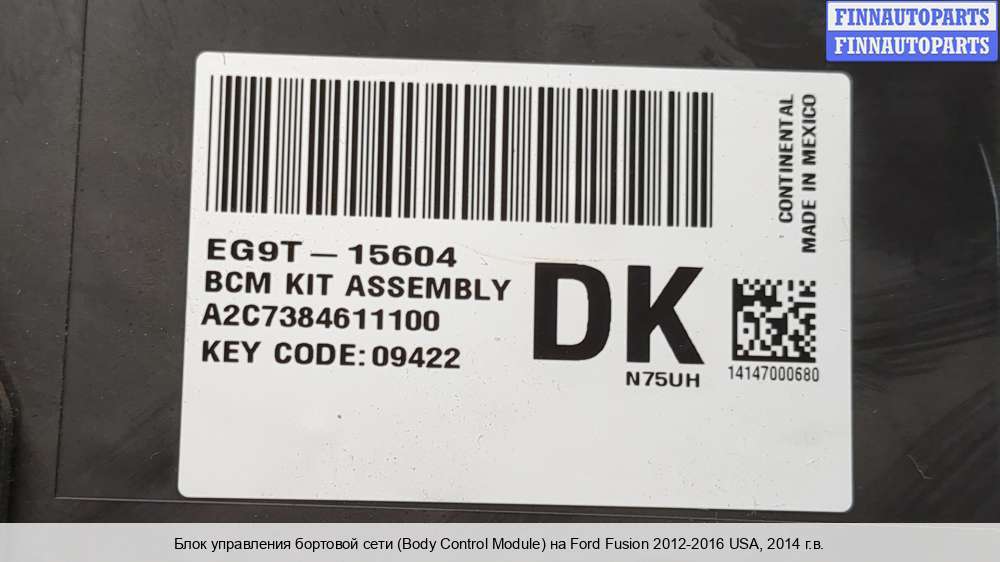 FINNAUTOPARTS
FINNAUTOPARTS
CONTINENTAL
MADE IN MEXICO
EG9T — 15604
BCM KIT ASSEMBLY
A2C7384611100
KEY CODE: 09422
DK
N75UH
14147000680
Блок управления бортовой сети (Body Control Module) на Ford Fusion 2012-2016 USA, 2014 г.в.